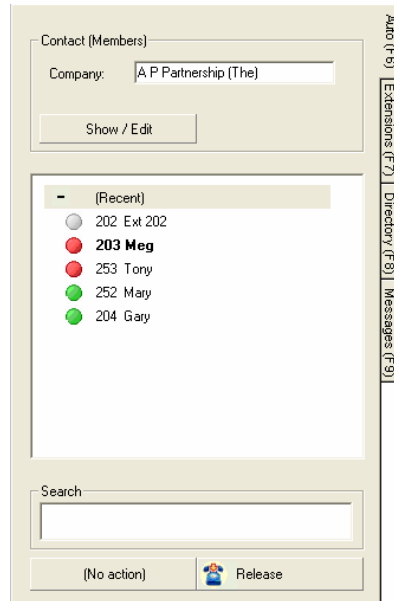 Contact (Members)
Company: A P Partnership (The)
Show / Edit
- (Recent)
202 Ext 202
203 Meg
253 Tony
252 Mary
204 Gary
Search
(No action)
Release
Auto (F6)
Extensions (F7)
Directory (F8)
Messages (F9)